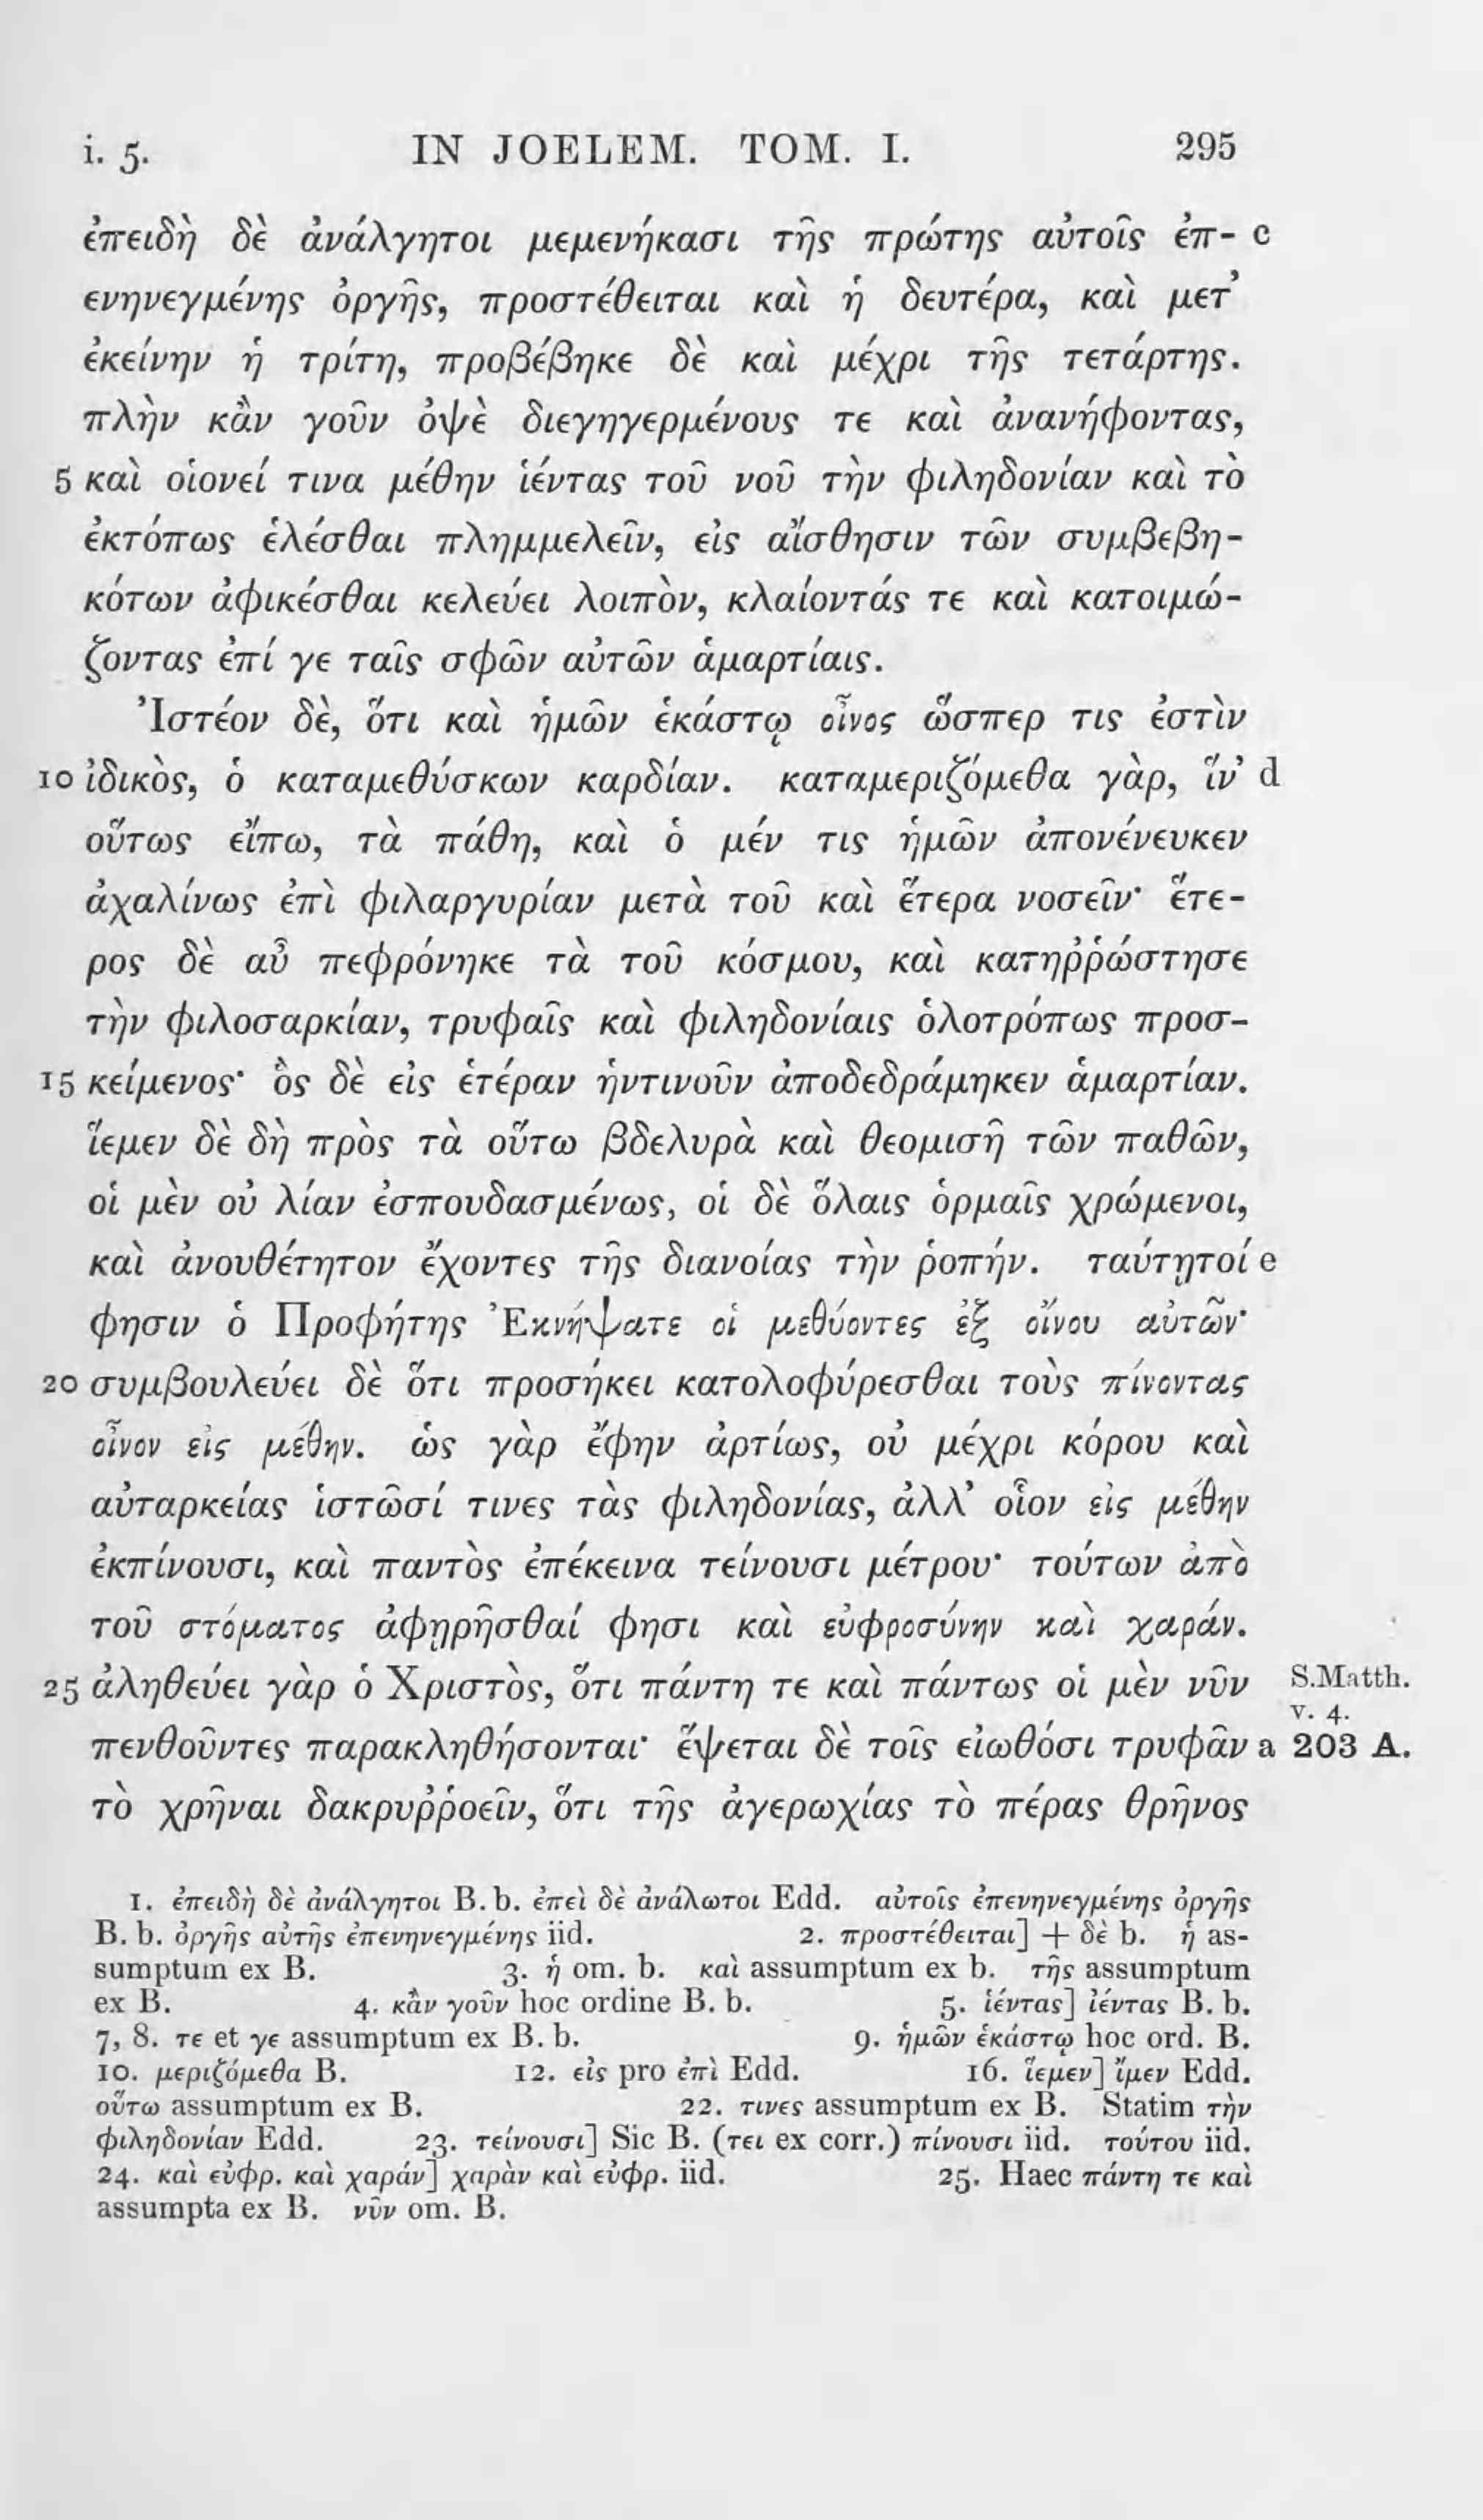 i. 5. IN JOELEM. TOM. I. 295
ἐπειδὴ δὲ ἀνάλγητοι μεμενήκασι τῆς πρώτης αὐτοῖς ἐπ- c
ενηνεγμένης ὀργῆς, προστέθειται καὶ ἡ δευτέρα, καὶ μετ’
ἐκείνην ἡ τρίτη, προβέβηκε δὲ καὶ μέχρι τῆς τετάρτης.
πλὴν κἂν γοῦν ὀψὲ διεγηγερμένους τε καὶ ἀνανήφοντας,
5 καὶ οἱονεί τινα μέθην ἱέντας τοῦ νοῦ τὴν φιληδονίαν καὶ τὸ
ἐκτόπως ἑλέσθαι πλημμελεῖν, εἰς αἴσθησιν τῶν συμβεβη-
κότων ἀφικέσθαι κελεύει λοιπὸν, κλαίοντάς τε καὶ κατοιμώ-
ζοντας ἐπί γε ταῖς σφῶν αὐτῶν ἁμαρτίαις.
Ἰστέον δὲ, ὅτι καὶ ἡμῶν ἑκάστῳ οἶνος ὥσπερ τις ἐστὶν
10 ἰδικὸς, ὁ καταμεθύσκων καρδίαν. καταμεριζόμεθα γὰρ, ἵν’ d
οὕτως εἴπω, τὰ πάθη, καὶ ὁ μέν τις ἡμῶν ἀπονένευκεν
ἀχαλίνως ἐπὶ φιλαργυρίαν μετὰ τοῦ καὶ ἕτερα νοσεῖν· ἕτε-
ρος δὲ αὖ πεφρόνηκε τὰ τοῦ κόσμου, καὶ κατηῤῥώστησε
τὴν φιλοσαρκίαν, τρυφαῖς καὶ φιληδονίαις ὁλοτρόπως προσ-
15 κείμενος· ὃς δὲ εἰς ἑτέραν ἡντινοῦν ἀποδεδράμηκεν ἁμαρτίαν.
ἵεμεν δὲ δὴ πρὸς τὰ οὕτω βδελυρὰ καὶ θεομισῆ τῶν παθῶν,
οἱ μὲν οὐ λίαν ἐσπουδασμένως, οἱ δὲ ὅλαις ὁρμαῖς χρώμενοι,
καὶ ἀνουθέτητον ἔχοντες τῆς διανοίας τὴν ῥοπήν. ταύτῃτοί e
φησιν ὁ Προφήτης Ἐκνήψατε οἱ μεθύοντες ἐξ οἴνου αὐτῶν·
20 συμβουλεύει δὲ ὅτι προσήκει κατολοφύρεσθαι τοὺς πίνοντας
οἶνον εἰς μέθην. ὡς γὰρ ἔφην ἀρτίως, οὐ μέχρι κόρου καὶ
αὐταρκείας ἱστῶσί τινες τὰς φιληδονίας, ἀλλ’ οἷον εἰς μέθην
ἐκπίνουσι, καὶ παντὸς ἐπέκεινα τείνουσι μέτρου· τούτων ἀπὸ
τοῦ στόματος ἀφῃρῆσθαί φησι καὶ εὐφροσύνην καὶ χαράν.
25 ἀληθεύει γὰρ ὁ Χριστὸς, ὅτι πάντη τε καὶ πάντως οἱ μὲν νῦν S.Matth.
v. 4.
πενθοῦντες παρακληθήσονται· ἕψεται δὲ τοῖς εἰωθόσι τρυφᾶν a 203 A.
τὸ χρῆναι δακρυῤῥοεῖν, ὅτι τῆς ἀγερωχίας τὸ πέρας θρῆνος
1. ἐπειδὴ δὲ ἀνάλγητοι B. b. ἐπεὶ δὲ ἀνάλωτοι Edd. αὐτοῖς ἐπενηνεγμένης ὀργῆς
B. b. ὀργῆς αὐτῆς ἐπενηνεγμένης iid. 2. προστέθειται] + δὲ b. ἡ as-
sumptum ex B. 3. ἡ om. b. καὶ assumptum ex b. τῆς assumptum
ex B. 4. κἂν γοῦν hoc ordine B. b. 5. ἱέντας] ἰέντας B. b.
7, 8. τε et γε assumptum ex B. b. 9. ἡμῶν ἑκάστῳ hoc ord. B.
10. μεριζόμεθα B. 12. εἰς pro ἐπὶ Edd. 16. ἵεμεν] ἴμεν Edd.
οὕτω assumptum ex B. 22. τινες assumptum ex B. Statim τὴν
φιληδονίαν Edd. 23. τείνουσι] Sic B. (τει ex corr.) πίνουσι iid. τούτου iid.
24. καὶ εὐφρ. καὶ χαράν] χαρὰν καὶ εὐφρ. iid. 25. Haec πάντη τε καὶ
assumpta ex B. νῦν om. B.